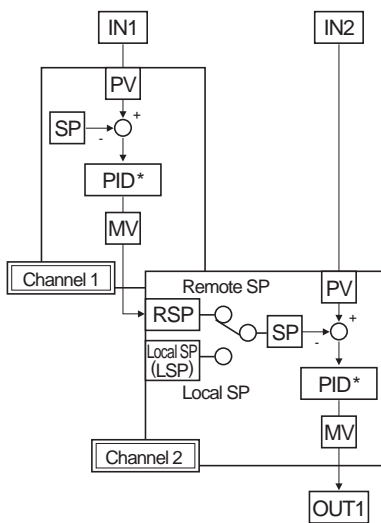 IN1
IN2
PV
+
SP
-
PID*
MV
Channel 1
Remote SP
PV
RSP
SP
+
-
Local SP
(LSP)
Local SP
PID*
MV
Channel 2
OUT1